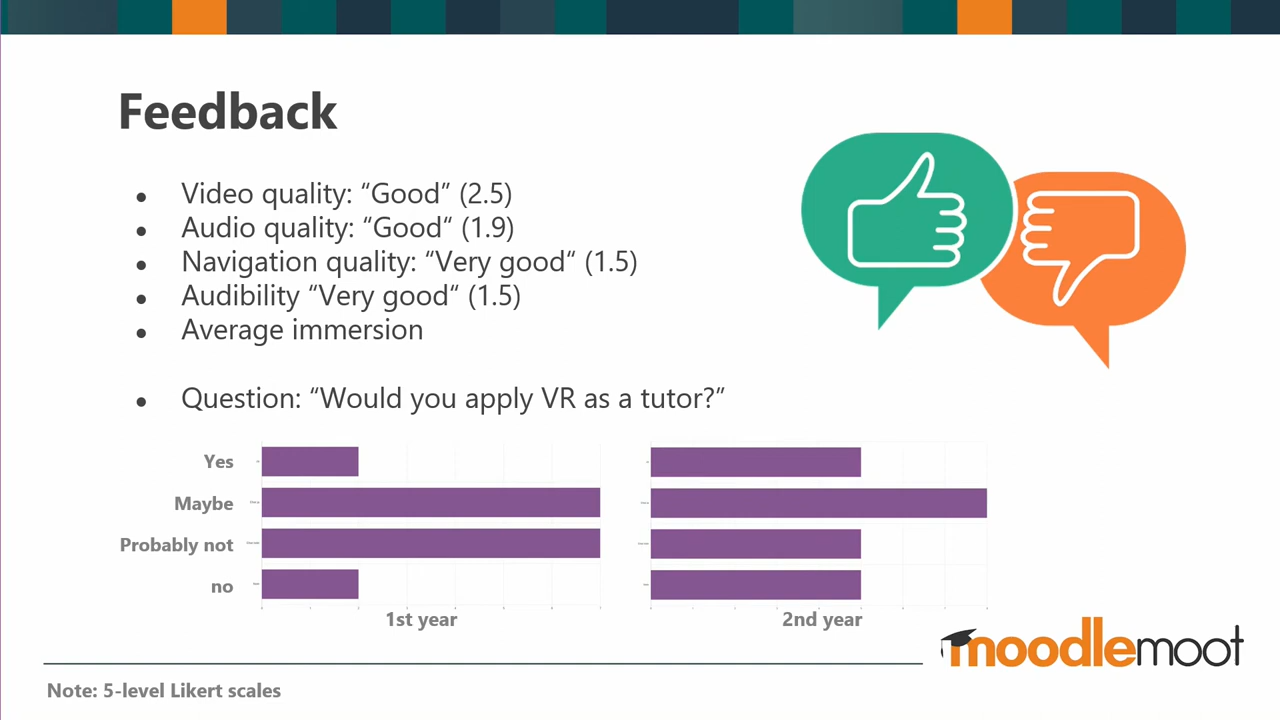 Feedback
● Video quality: “Good” (2.5)
● Audio quality: “Good“ (1.9)
● Navigation quality: “Very good“ (1.5)
● Audibility “Very good“ (1.5)
● Average immersion
● Question: “Would you apply VR as a tutor?”
Yes
Maybe
Probably not
no
1st year
2nd year
moodlemoot
Note: 5-level Likert scales